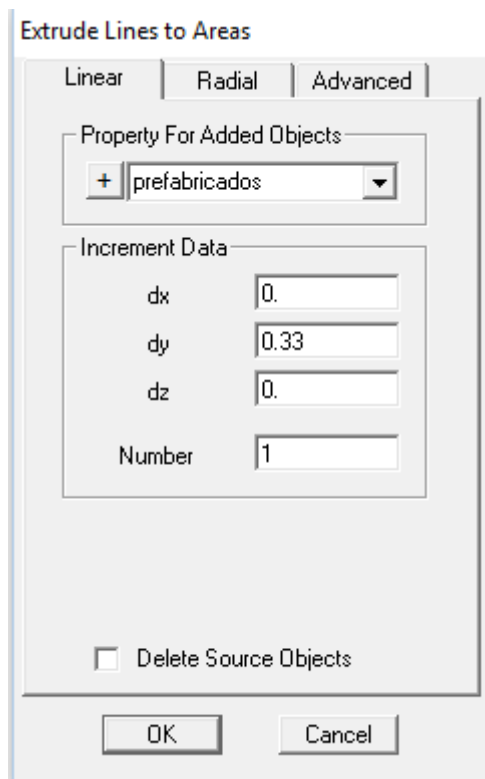 Extrude Lines to Areas
Linear Radial Advanced
Property For Added Objects
+ prefabricados
Increment Data
dx 0.
dy 0.33
dz 0.
Number 1
Delete Source Objects
OK Cancel